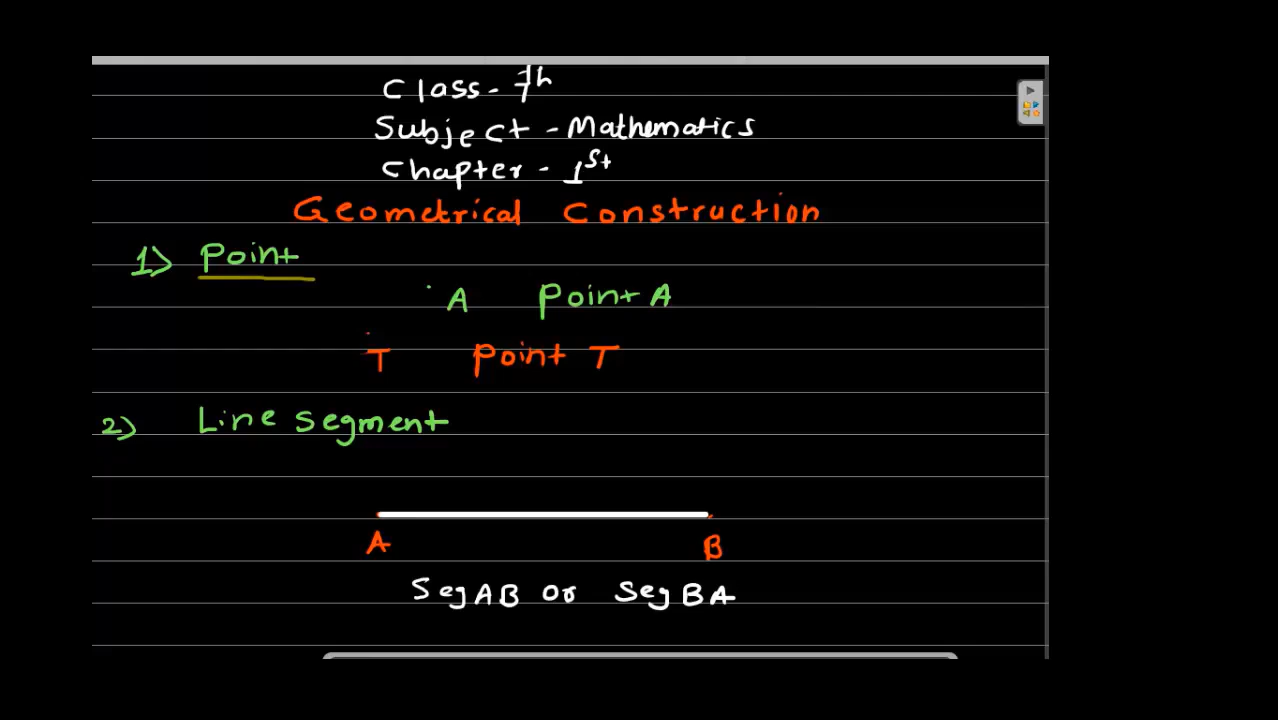 Class - 7th
Subject - Mathematics
Chapter - 1st
Geometrical Construction
1) Point
A Point A
T Point T
2) Line Segment
A B
Seg AB or Seg BA